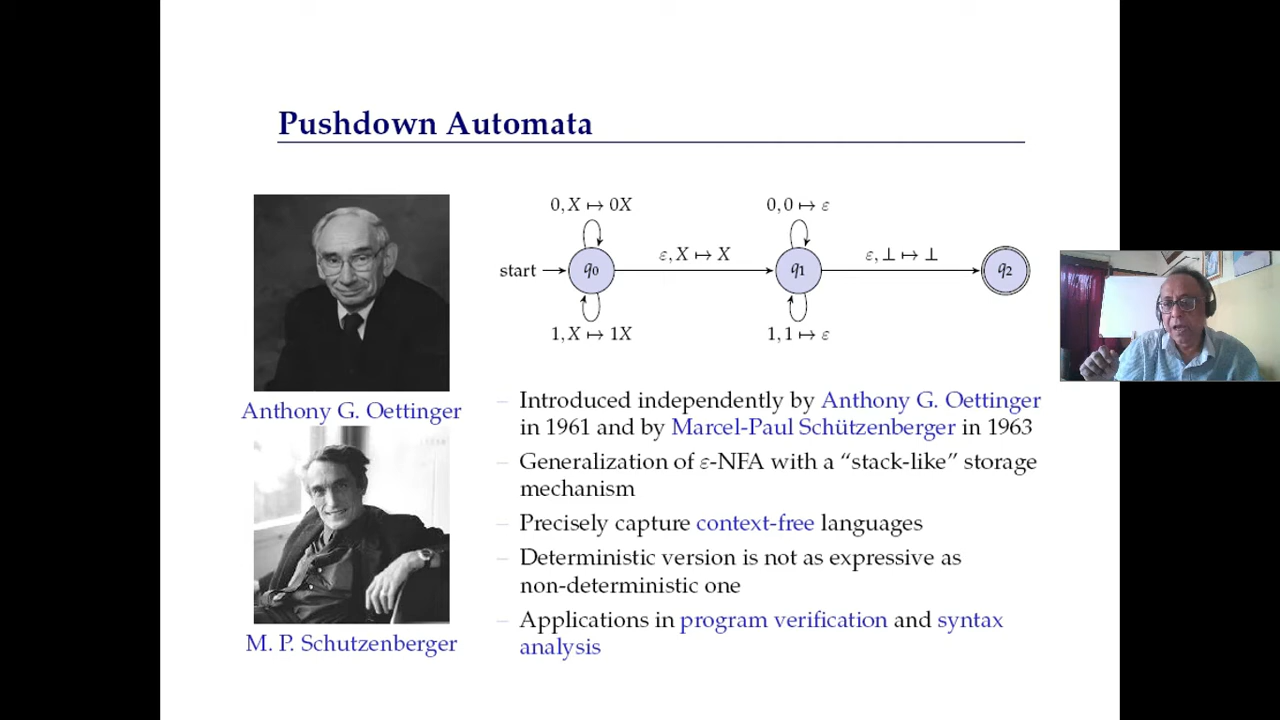 Pushdown Automata
0, X ↦ 0X
0, 0 ↦ ε
ε, X ↦ X
ε, ⊥ ↦ ⊥
start
q0
q1
q2
1, X ↦ 1X
1, 1 ↦ ε
Anthony G. Oettinger
M. P. Schutzenberger
– Introduced independently by Anthony G. Oettinger
in 1961 and by Marcel-Paul Schützenberger in 1963
– Generalization of ε-NFA with a “stack-like” storage
mechanism
– Precisely capture context-free languages
– Deterministic version is not as expressive as
non-deterministic one
– Applications in program verification and syntax
analysis